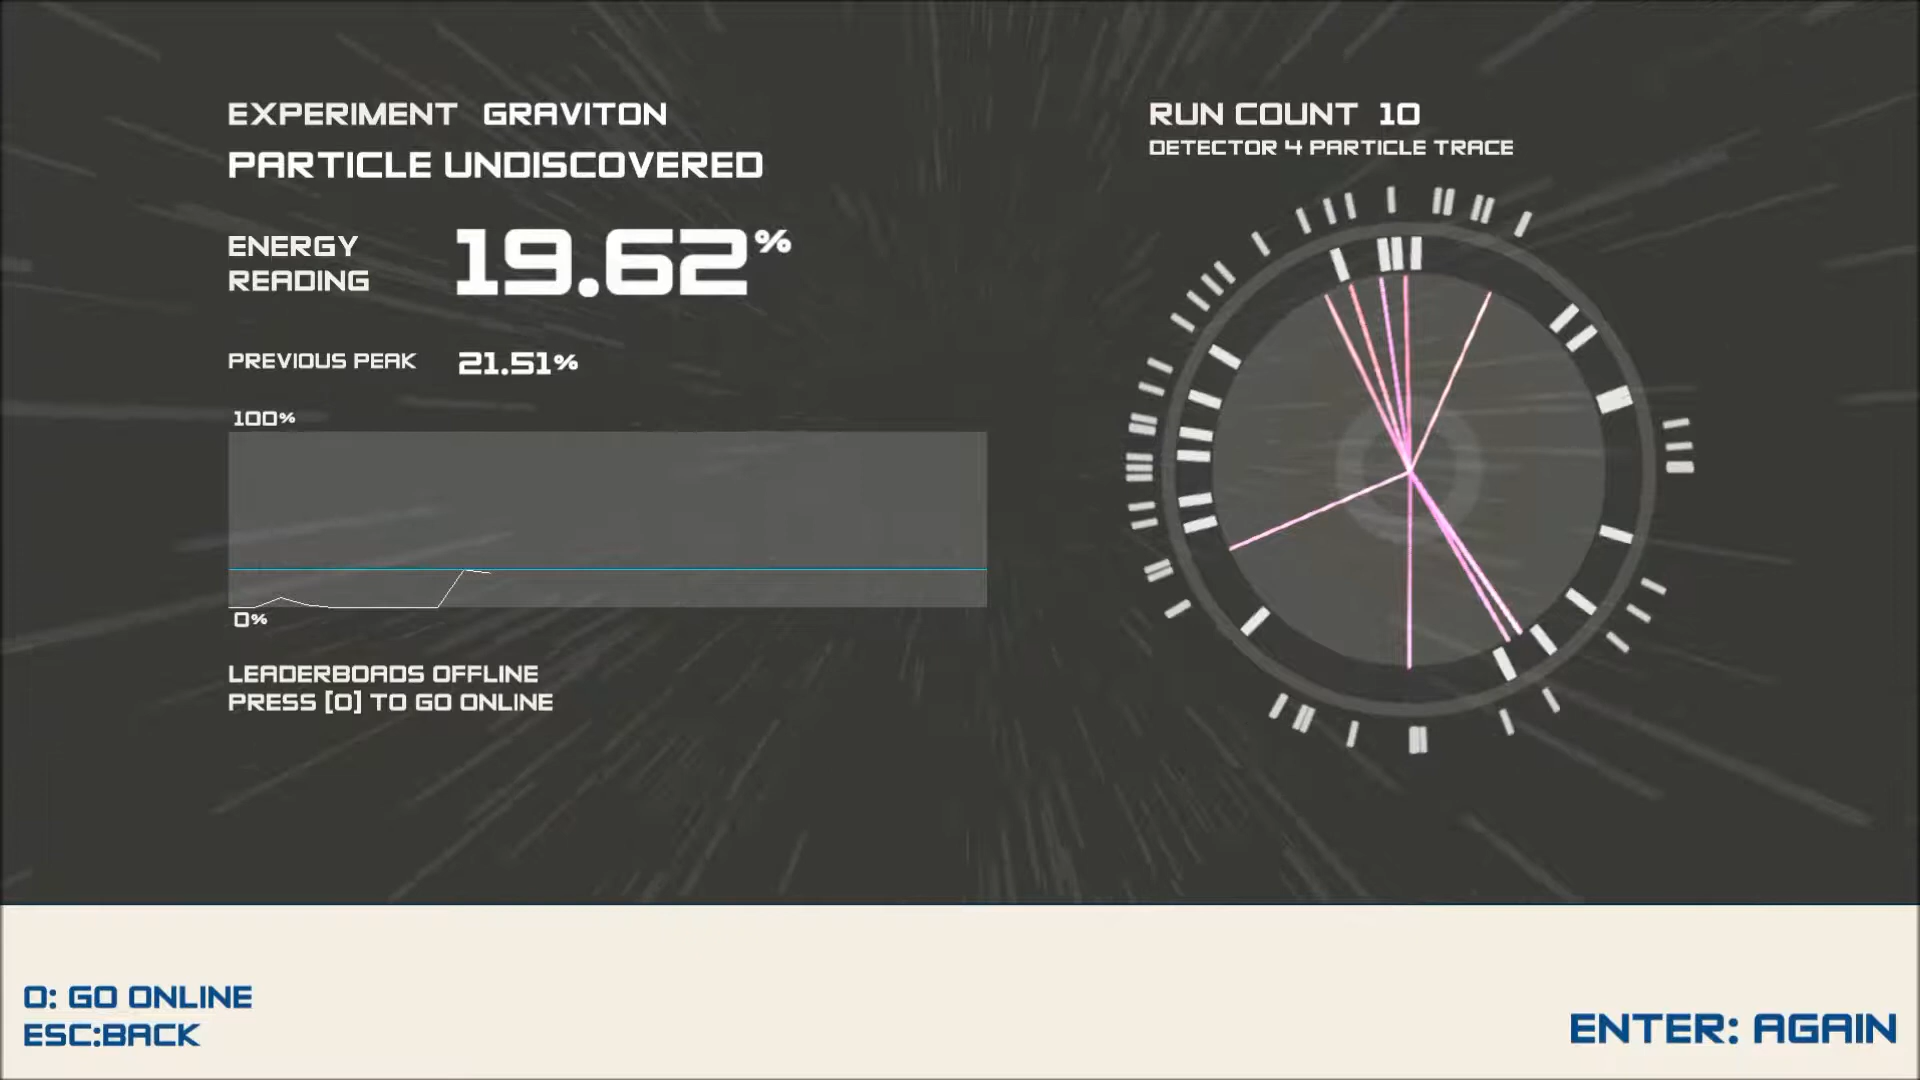 EXPERIMENT GRAVITON
PARTICLE UNDISCOVERED
ENERGY
READING
19.62%
PREVIOUS PEAK 21.51%
100%
0%
LEADERBOADS OFFLINE
PRESS [O] TO GO ONLINE
RUN COUNT 10
DETECTOR 4 PARTICLE TRACE
O: GO ONLINE
ESC:BACK
ENTER: AGAIN